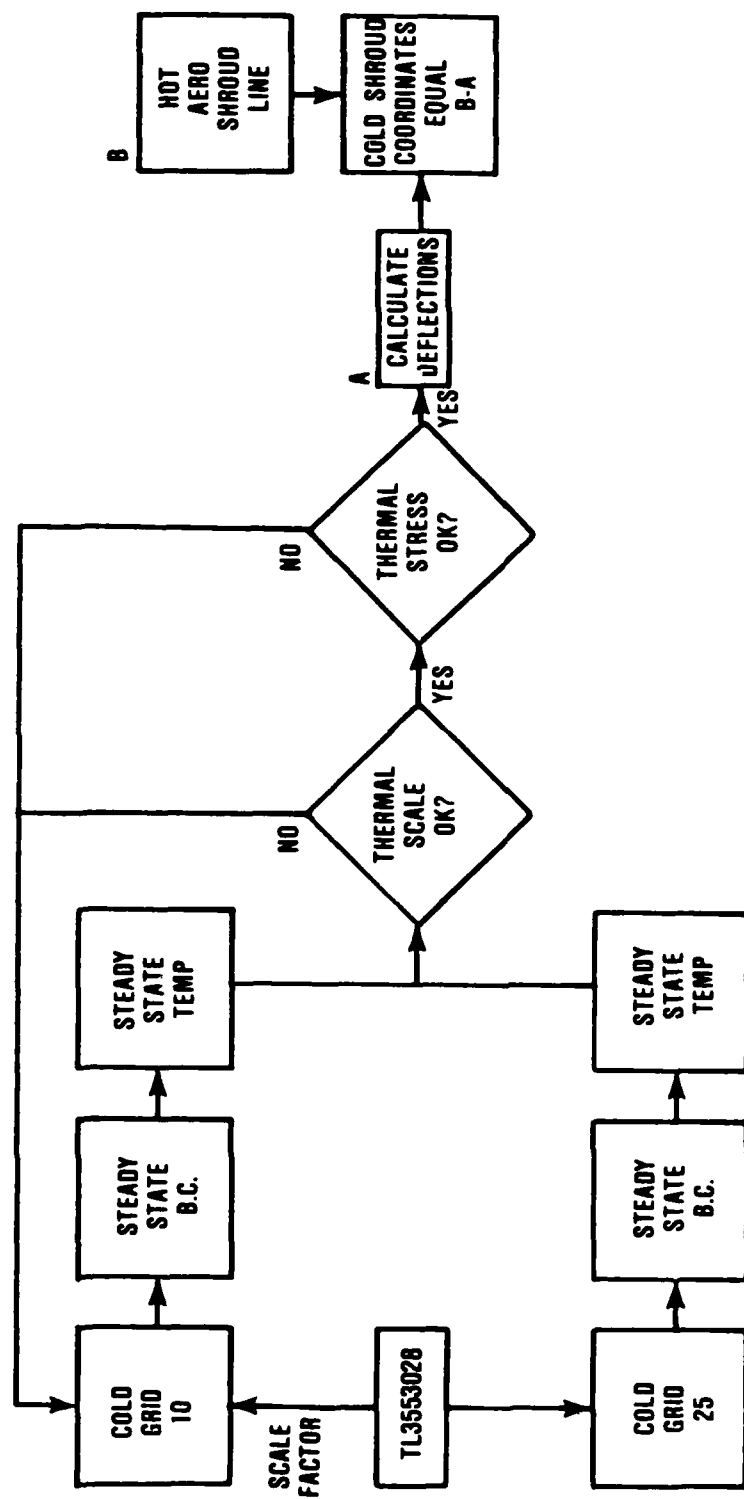 COLD
GRID
10
STEADY
STATE
B.C.
STEADY
STATE
TEMP
SCALE
FACTOR
TL3553028
COLD
GRID
25
STEADY
STATE
B.C.
STEADY
STATE
TEMP
NO
THERMAL
SCALE
OK?
YES
NO
THERMAL
STRESS
OK?
YES
A
CALCULATE
DEFLECTIONS
B
HOT
AERO
SHROUD
LINE
COLD SHROUD
COORDINATES
EQUAL
B-A